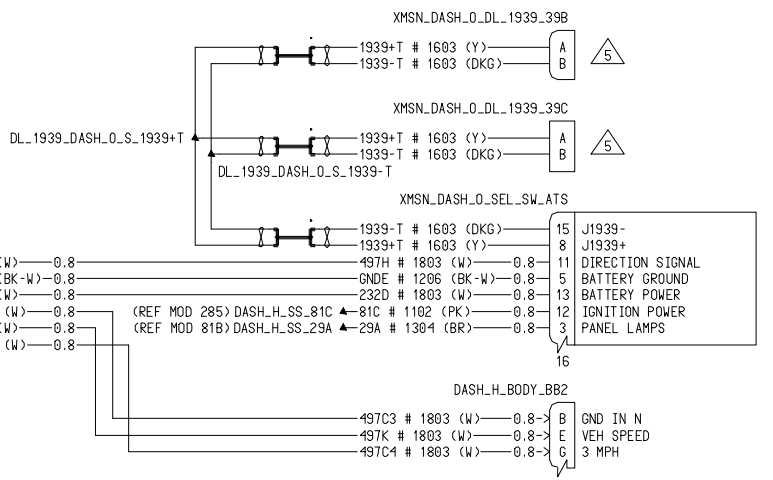 XMSN_DASH_O_DL_1939_39B
1939+T # 1603 (Y) A
1939-T # 1603 (DKG) B
5
XMSN_DASH_O_DL_1939_39C
1939+T # 1603 (Y) A
1939-T # 1603 (DKG) B
5
DL_1939_DASH_O_S_1939+T
DL_1939_DASH_O_S_1939-T
XMSN_DASH_O_SEL_SW_ATS
1939-T # 1603 (DKG) 15 J1939-
1939+T # 1603 (Y) 8 J1939+
(W) 0.8 497H # 1803 (W) 0.8 11 DIRECTION SIGNAL
(BK-W) 0.8 GNDE # 1206 (BK-W) 0.8 5 BATTERY GROUND
(W) 0.8 232D # 1803 (W) 0.8 13 BATTERY POWER
(W) 0.8 (REF MOD 285) DASH_H_SS_81C 81C # 1102 (PK) 0.8 12 IGNITION POWER
(W) 0.8 (REF MOD 81B) DASH_H_SS_29A 29A # 1304 (BR) 0.8 3 PANEL LAMPS
(W) 0.8
16
DASH_H_BODY_BB2
497C3 # 1803 (W) 0.8 B GND IN N
497K # 1803 (W) 0.8 E VEH SPEED
497C4 # 1803 (W) 0.8 G 3 MPH